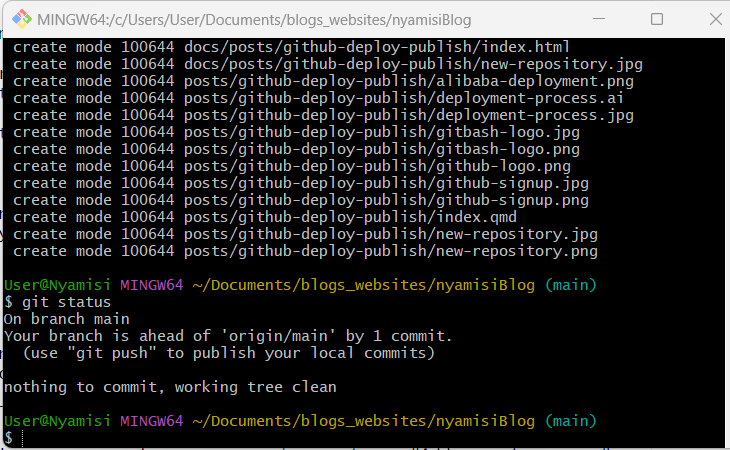 MINGW64:/c/Users/User/Documents/blogs_websites/nyamisiBlog
create mode 100644 docs/posts/github-deploy-publish/index.html
create mode 100644 docs/posts/github-deploy-publish/new-repository.jpg
create mode 100644 posts/github-deploy-publish/alibaba-deployment.png
create mode 100644 posts/github-deploy-publish/deployment-process.ai
create mode 100644 posts/github-deploy-publish/deployment-process.jpg
create mode 100644 posts/github-deploy-publish/gitbash-logo.jpg
create mode 100644 posts/github-deploy-publish/gitbash-logo.png
create mode 100644 posts/github-deploy-publish/github-logo.png
create mode 100644 posts/github-deploy-publish/github-signup.jpg
create mode 100644 posts/github-deploy-publish/github-signup.png
create mode 100644 posts/github-deploy-publish/index.qmd
create mode 100644 posts/github-deploy-publish/new-repository.jpg
create mode 100644 posts/github-deploy-publish/new-repository.png
User@Nyamisi MINGW64 ~/Documents/blogs_websites/nyamisiBlog (main)
$ git status
On branch main
Your branch is ahead of 'origin/main' by 1 commit.
(use "git push" to publish your local commits)
nothing to commit, working tree clean
User@Nyamisi MINGW64 ~/Documents/blogs_websites/nyamisiBlog (main)
$